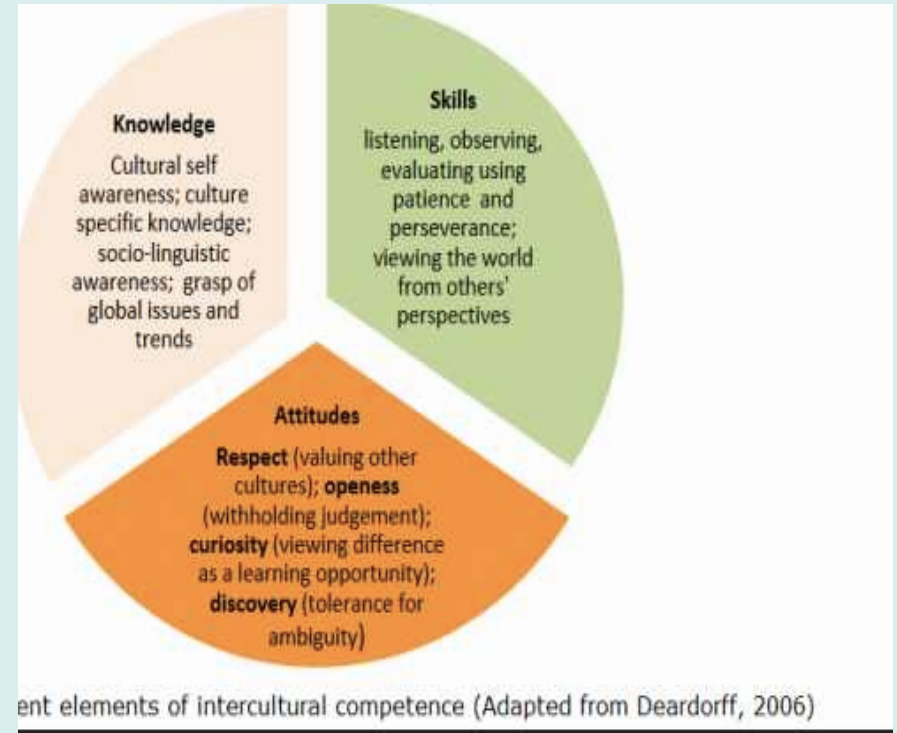 Knowledge
Cultural self
awareness; culture
specific knowledge;
socio-linguistic
awareness; grasp of
global issues and
trends
Skills
listening, observing,
evaluating using
patience and
perseverance;
viewing the world
from others'
perspectives
Attitudes
Respect (valuing other
cultures); openess
(withholding judgement);
curiosity (viewing difference
as a learning opportunity);
discovery (tolerance for
ambiguity)
ent elements of intercultural competence (Adapted from Deardorff, 2006)